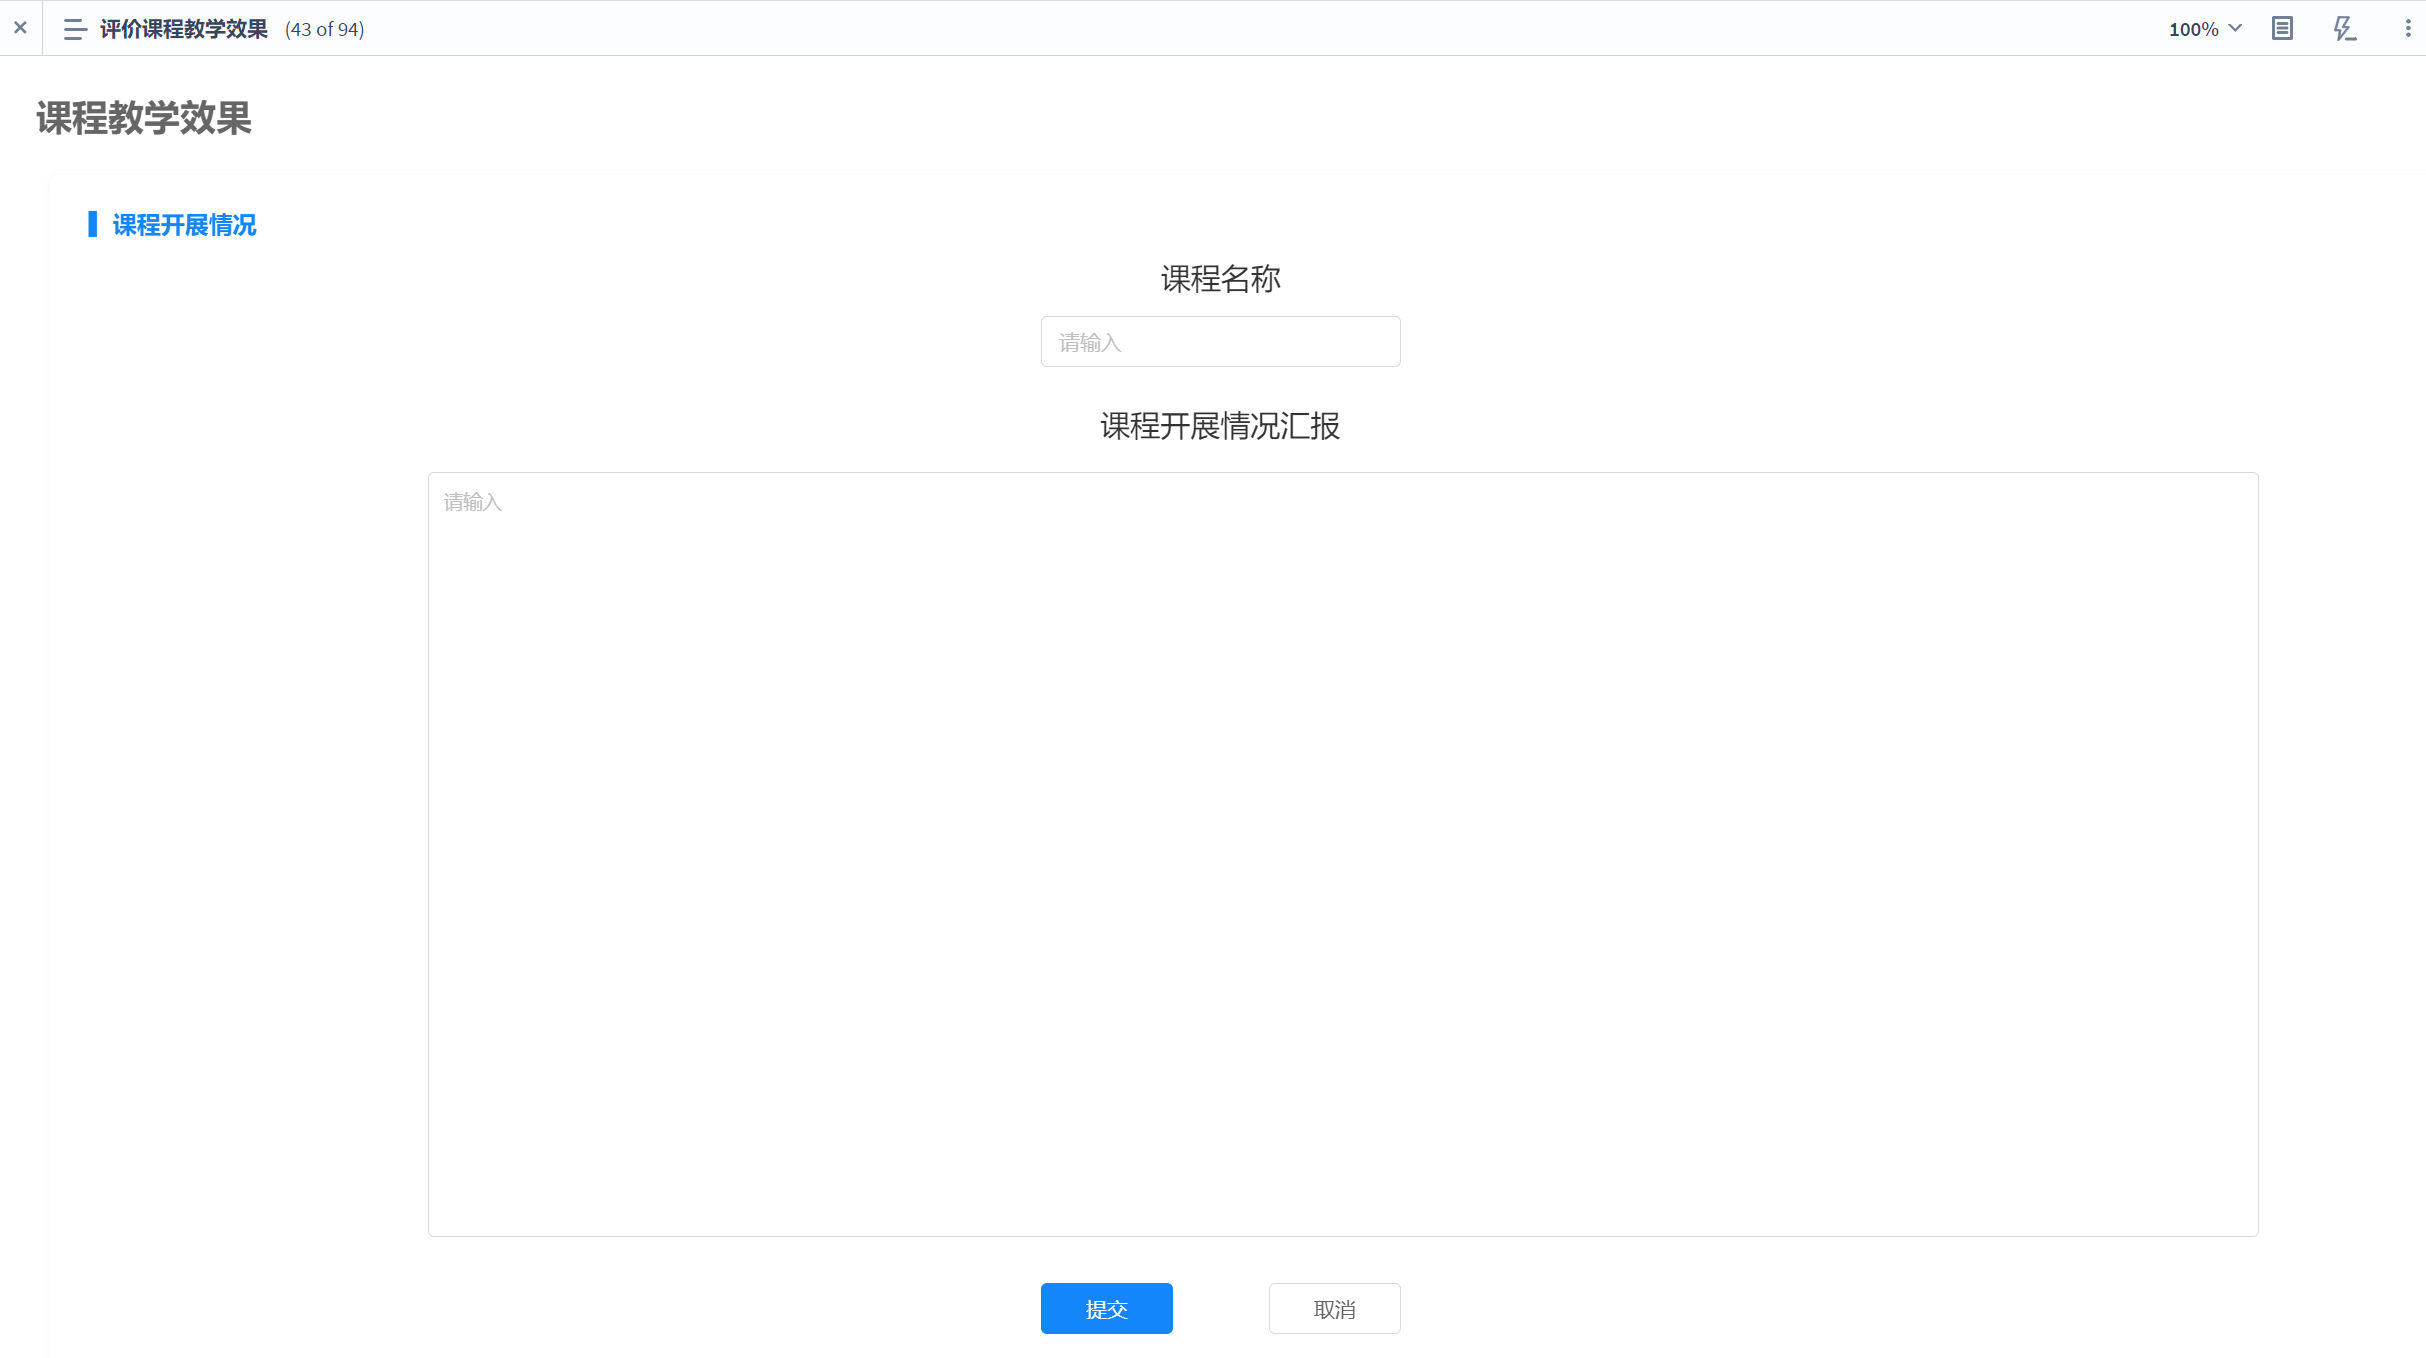 评价课程教学效果 (43 of 94) 100%
课程教学效果
课程开展情况
课程名称
请输入
课程开展情况汇报
请输入
提交 取消